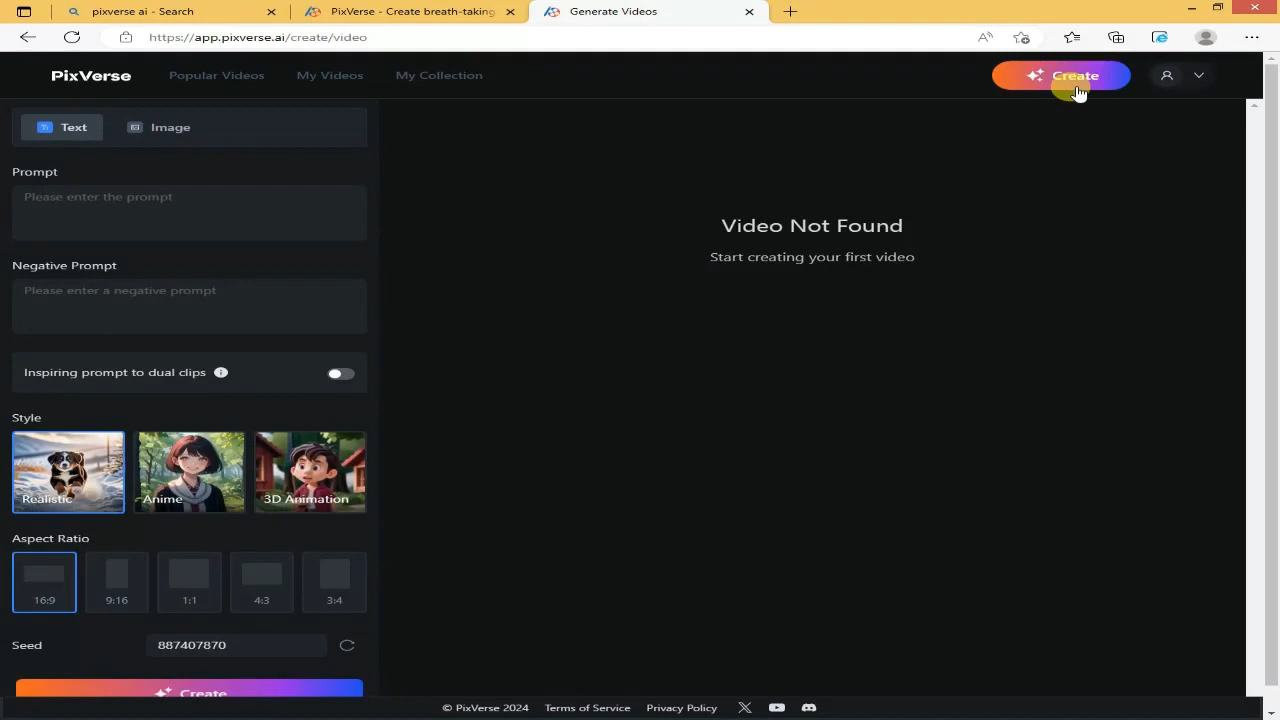 pixverse ai - Search
PixVerse - Create breath-taking
Generate Videos
https://app.pixverse.ai/create/video
PixVerse
Popular Videos
My Videos
My Collection
Create
Text
Image
Prompt
Please enter the prompt
Negative Prompt
Please enter a negative prompt
Inspiring prompt to dual clips
Style
Realistic
Anime
3D Animation
Aspect Ratio
16:9
9:16
1:1
4:3
3:4
Seed
887407870
Create
Video Not Found
Start creating your first video
© PixVerse 2024
Terms of Service
Privacy Policy